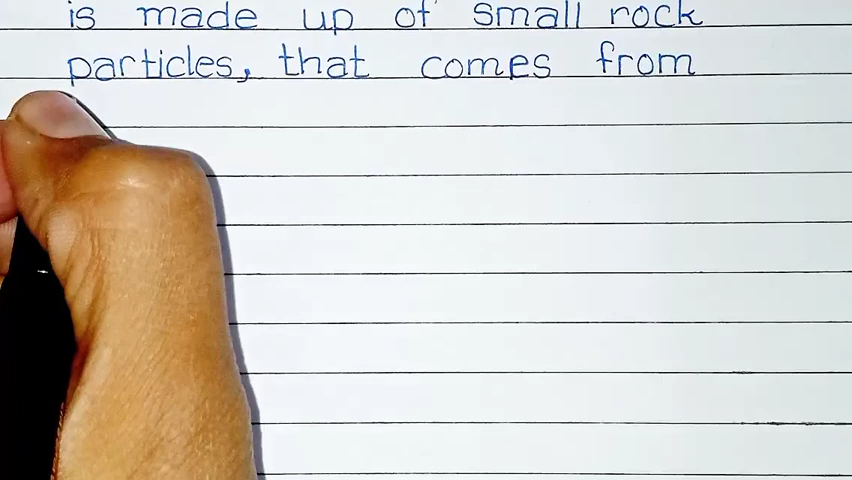 is made up of small rock
particles, that comes from